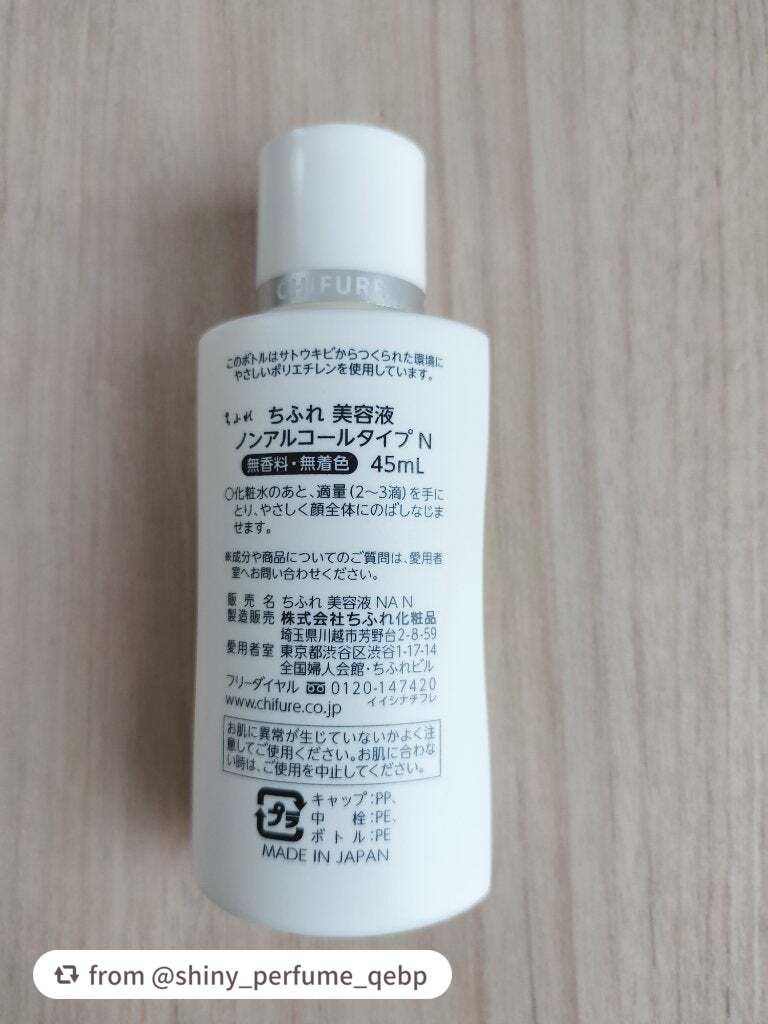 CHIFURE
このボトルはサトウキビからつくられた環境に
やさしいポリエチレンを使用しています。
ちふれ ちふれ 美容液
ノンアルコールタイプ N
無香料・無着色 45mL
○化粧水のあと、適量(2〜3滴)を手に
とり、やさしく顔全体にのばしなじま
せます。
※成分や商品についてのご質問は、愛用者
室へお問い合わせください。
販売名 ちふれ 美容液 NA N
製造販売 株式会社ちふれ化粧品
埼玉県川越市芳野台2-8-59
愛用者室 東京都渋谷区渋谷1-17-14
全国婦人会館・ちふれビル
フリーダイヤル 0120-147420
www.chifure.co.jp イイシナチフレ
お肌に異常が生じていないかよく注
意してご使用ください。お肌に合わな
い時は、ご使用を中止してください。
プラ キャップ:PP、
中栓:PE、
ボトル:PE
MADE IN JAPAN
from @shiny_perfume_qebp